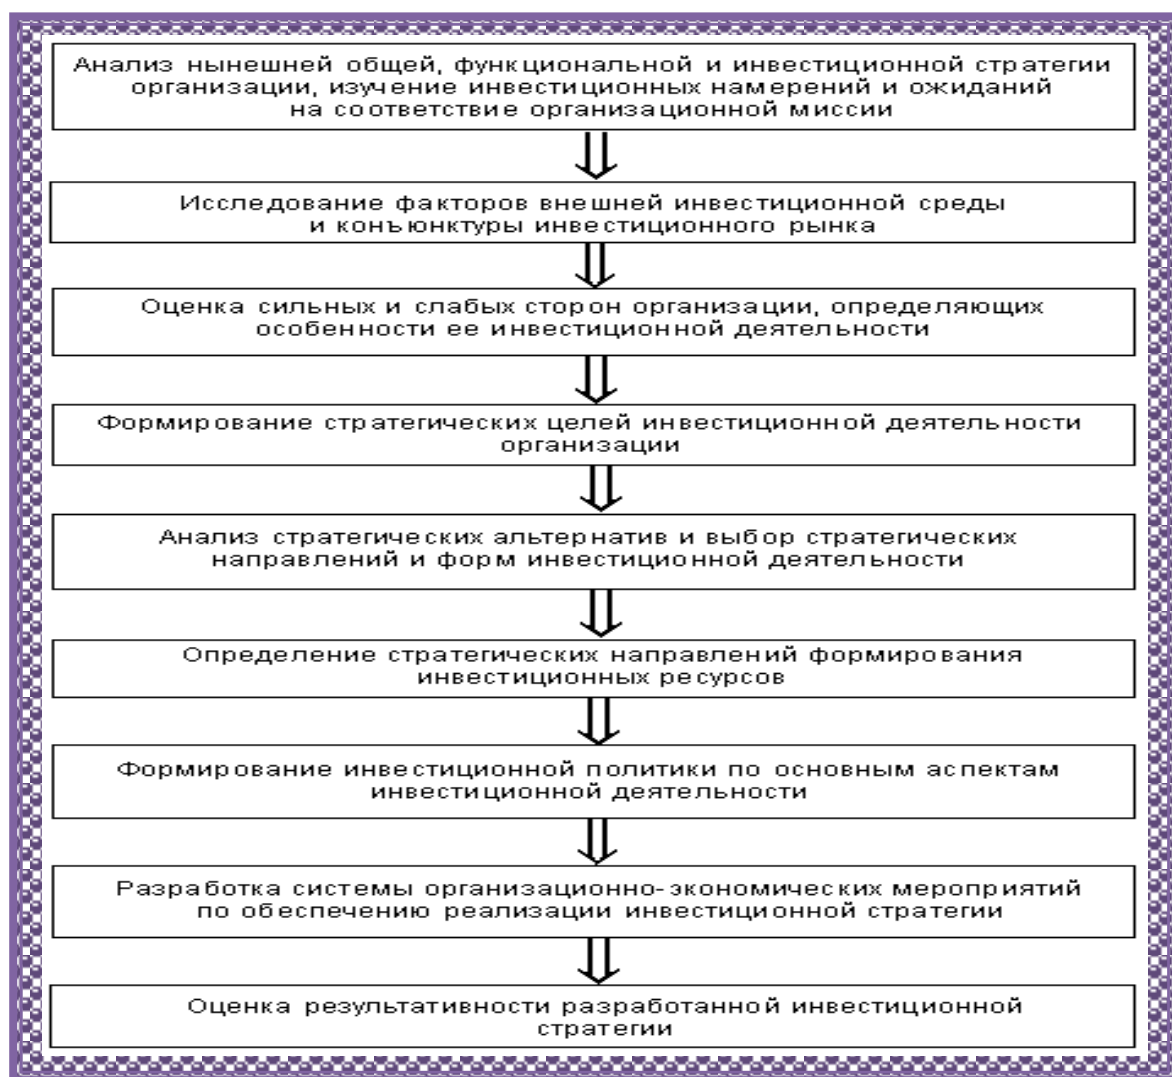 Анализ нынешней общей, функциональной и инвестиционной стратегии
организации, изучение инвестиционных намерений и ожиданий
на соответствие организационной миссии
Исследование факторов внешней инвестиционной среды
и конъюнктуры инвестиционного рынка
Оценка сильных и слабых сторон организации, определяющих
особенности ее инвестиционной деятельности
Формирование стратегических целей инвестиционной деятельности
организации
Анализ стратегических альтернатив и выбор стратегических
направлений и форм инвестиционной деятельности
Определение стратегических направлений формирования
инвестиционных ресурсов
Формирование инвестиционной политики по основным аспектам
инвестиционной деятельности
Разработка системы организационно-экономических мероприятий
по обеспечению реализации инвестиционной стратегии
Оценка результативности разработанной инвестиционной
стратегии